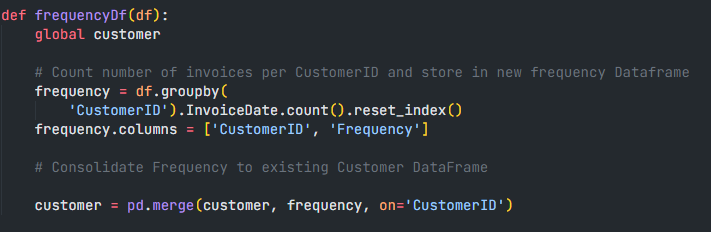 def frequencyDf(df):
    global customer
    # Count number of invoices per CustomerID and store in new frequency Dataframe
    frequency = df.groupby(
        'CustomerID').InvoiceDate.count().reset_index()
    frequency.columns = ['CustomerID', 'Frequency']
    # Consolidate Frequency to existing Customer DataFrame
    customer = pd.merge(customer, frequency, on='CustomerID')